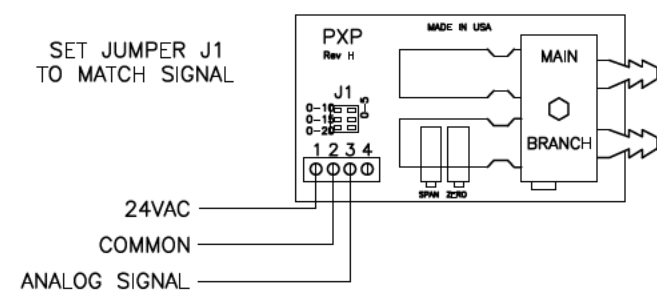 SET JUMPER J1
TO MATCH SIGNAL
PXP
Rev H
MADE IN USA
MAIN
BRANCH
J1
0-10
0-15
0-20
0-5
1 2 3 4
SPAN ZERO
24VAC
COMMON
ANALOG SIGNAL